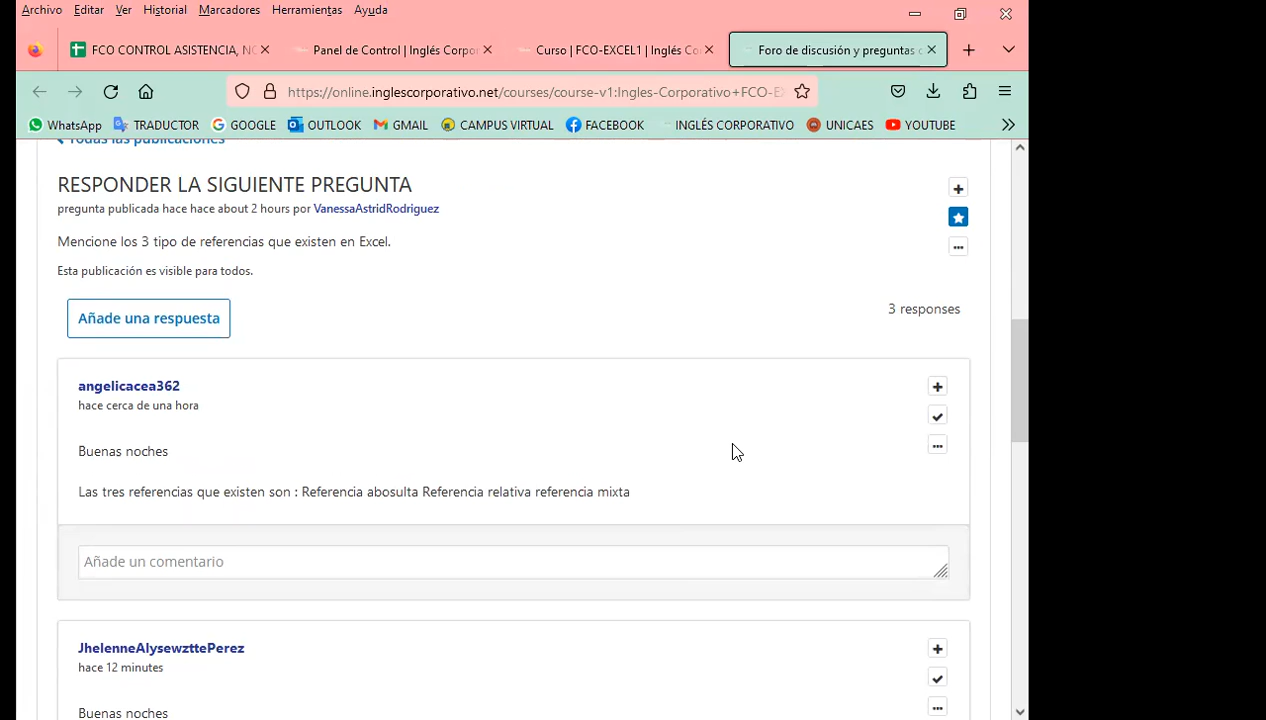 Archivo Editar Ver Historial Marcadores Herramientas Ayuda
FCO CONTROL ASISTENCIA, NO
Panel de Control | Inglés Corpor
Curso | FCO-EXCEL1 | Inglés Co
Foro de discusión y preguntas
https://online.inglescorporativo.net/courses/course-v1:Ingles-Corporativo+FCO-E
WhatsApp TRADUCTOR GOOGLE OUTLOOK GMAIL CAMPUS VIRTUAL FACEBOOK INGLÉS CORPORATIVO UNICAES YOUTUBE
Todas las publicaciones
RESPONDER LA SIGUIENTE PREGUNTA
pregunta publicada hace hace about 2 hours por VanessaAstridRodriguez
Mencione los 3 tipo de referencias que existen en Excel.
Esta publicación es visible para todos.
Añade una respuesta
3 responses
angelicacea362
hace cerca de una hora
Buenas noches
Las tres referencias que existen son : Referencia abosulta Referencia relativa referencia mixta
Añade un comentario
JhelenneAlysewzttePerez
hace 12 minutes
Buenas noches